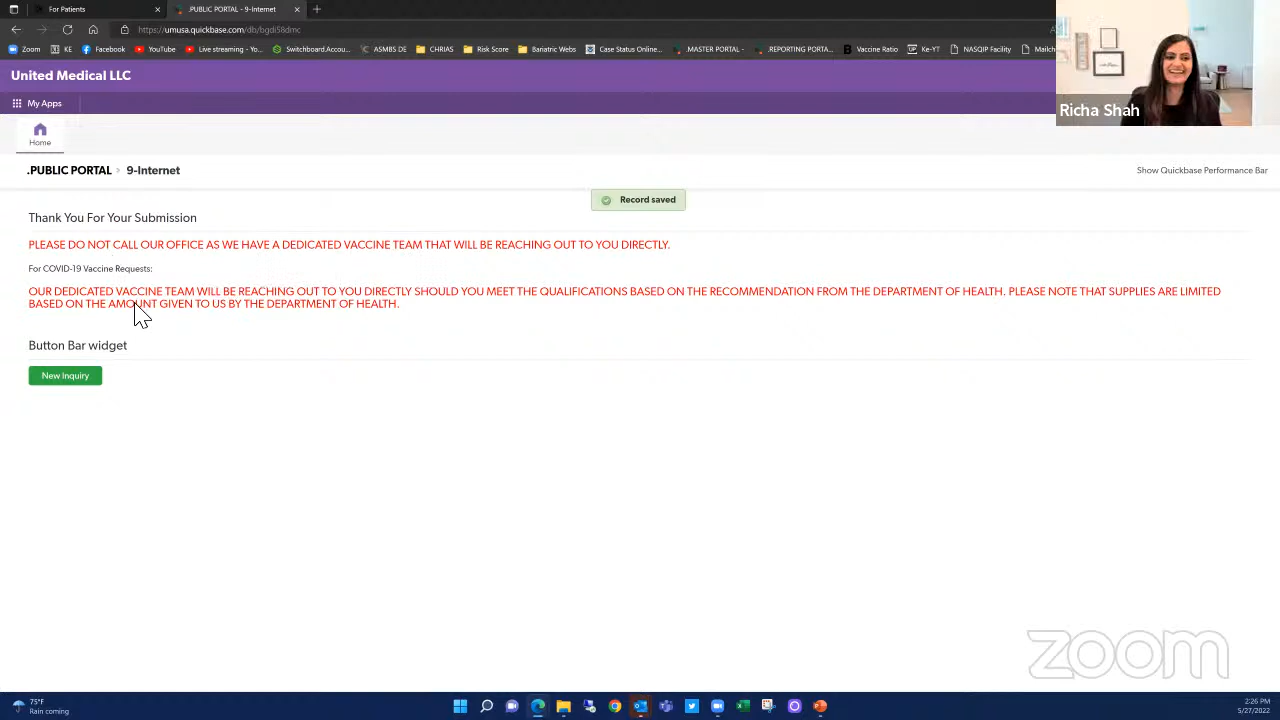 For Patients
.PUBLIC PORTAL - 9-Internet
https://umusa.quickbase.com/db/bgdi58dmc
Zoom KE Facebook YouTube Live streaming - Yo... Switchboard.Accou... ASMBS DE CHRIAS Risk Score Bariatric Webs Case Status Online... .MASTER PORTAL - .REPORTING PORTA... Vaccine Ratio Ke-YT NASQIP Facility Mailch
United Medical LLC
My Apps
Home
Richa Shah
.PUBLIC PORTAL 9-Internet
Show Quickbase Performance Bar
Record saved
Thank You For Your Submission
PLEASE DO NOT CALL OUR OFFICE AS WE HAVE A DEDICATED VACCINE TEAM THAT WILL BE REACHING OUT TO YOU DIRECTLY.
For COVID-19 Vaccine Requests:
OUR DEDICATED VACCINE TEAM WILL BE REACHING OUT TO YOU DIRECTLY SHOULD YOU MEET THE QUALIFICATIONS BASED ON THE RECOMMENDATION FROM THE DEPARTMENT OF HEALTH. PLEASE NOTE THAT SUPPLIES ARE LIMITED
BASED ON THE AMOUNT GIVEN TO US BY THE DEPARTMENT OF HEALTH.
Button Bar widget
New Inquiry
zoom
75°F
Rain coming
2:26 PM
5/27/2022